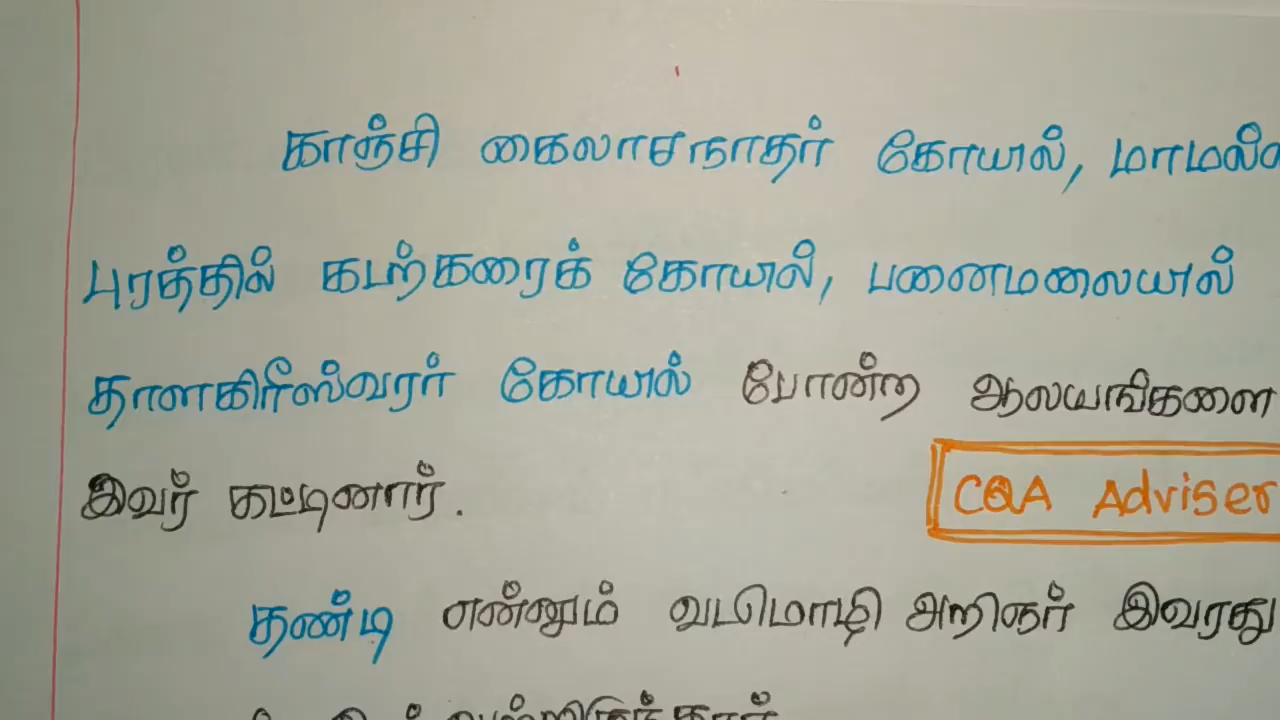 காஞ்சி கைலாசநாதர் கோயில், மாமல்ல
புரத்தில் கடற்கரைக் கோயில், பனைமலையில்
தாளகிரீஸ்வரர் கோயில் போன்ற ஆலயங்களை
இவர் கட்டினார்.
CQA Adviser
தண்டி என்னும் வடமொழி அறிஞர் இவரது